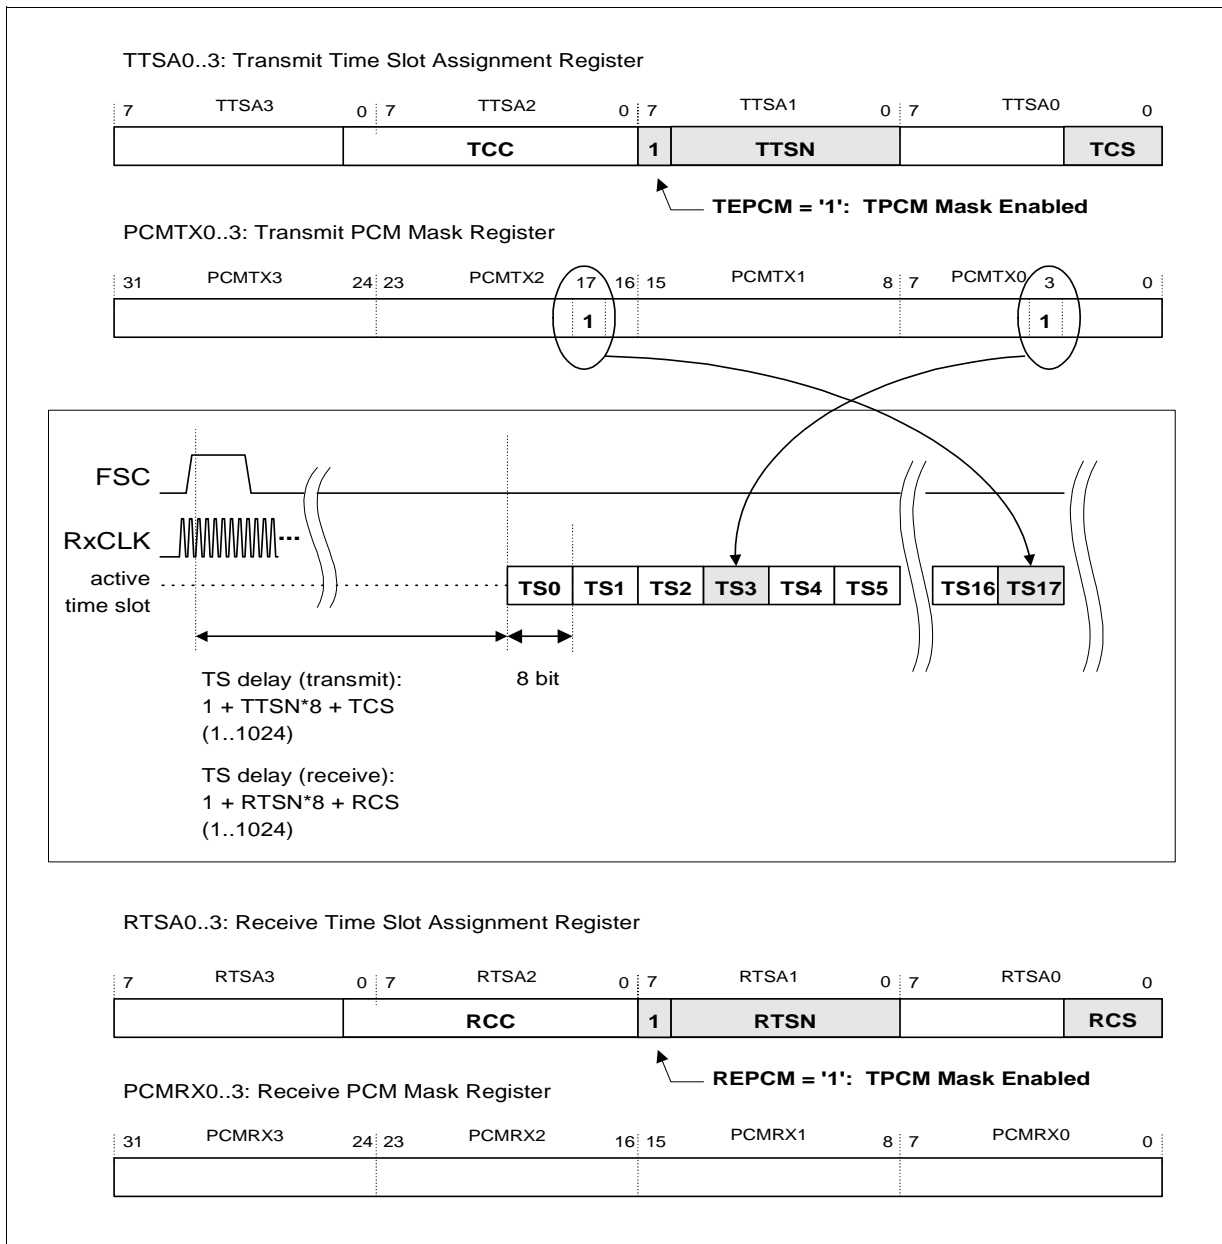 TTSA0..3: Transmit Time Slot Assignment Register
7 TTSA3 0 7 TTSA2 0 7 TTSA1 0 7 TTSA0 0
TCC 1 TTSN TCS
TEPCM = '1': TPCM Mask Enabled
PCMTX0..3: Transmit PCM Mask Register
31 PCMTX3 24 23 PCMTX2 17 16 15 PCMTX1 8 7 PCMTX0 3 0
1 1
FSC
RxCLK
active
time slot
TS0 TS1 TS2 TS3 TS4 TS5 TS16 TS17
TS delay (transmit):
1 + TTSN*8 + TCS
(1..1024)
8 bit
TS delay (receive):
1 + RTSN*8 + RCS
(1..1024)
RTSA0..3: Receive Time Slot Assignment Register
7 RTSA3 0 7 RTSA2 0 7 RTSA1 0 7 RTSA0 0
RCC 1 RTSN RCS
REPCM = '1': TPCM Mask Enabled
PCMRX0..3: Receive PCM Mask Register
31 PCMRX3 24 23 PCMRX2 16 15 PCMRX1 8 7 PCMRX0 0